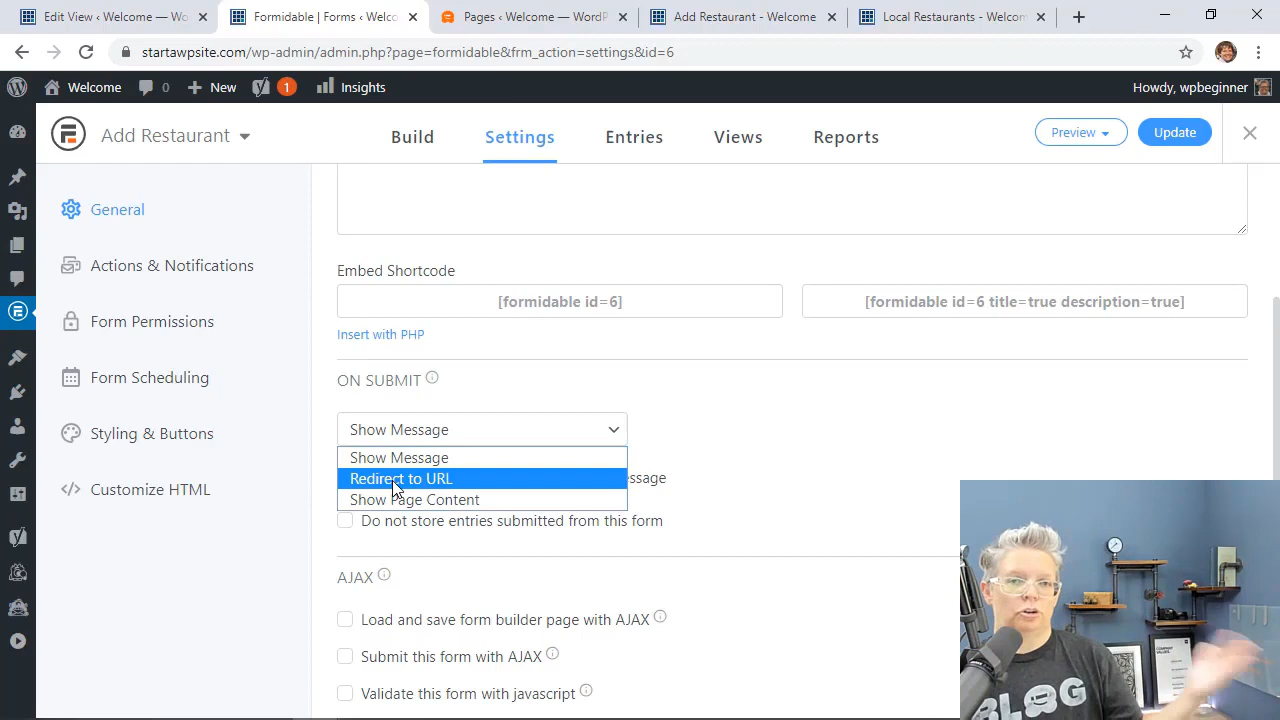 Edit View ‹ Welcome — Wo
Formidable | Forms ‹ Welco
Pages ‹ Welcome — WordP
Add Restaurant - Welcome
Local Restaurants - Welcom
startawpsite.com/wp-admin/admin.php?page=formidable&frm_action=settings&id=6
Welcome
0
New
1
Insights
Howdy, wpbeginner
Add Restaurant
Build
Settings
Entries
Views
Reports
Preview
Update
General
Actions & Notifications
Form Permissions
Form Scheduling
Styling & Buttons
Customize HTML
Embed Shortcode
[formidable id=6]
[formidable id=6 title=true description=true]
Insert with PHP
ON SUBMIT
Show Message
Show Message
Redirect to URL
ssage
Show Page Content
Do not store entries submitted from this form
AJAX
Load and save form builder page with AJAX
Submit this form with AJAX
Validate this form with javascript
BLOG